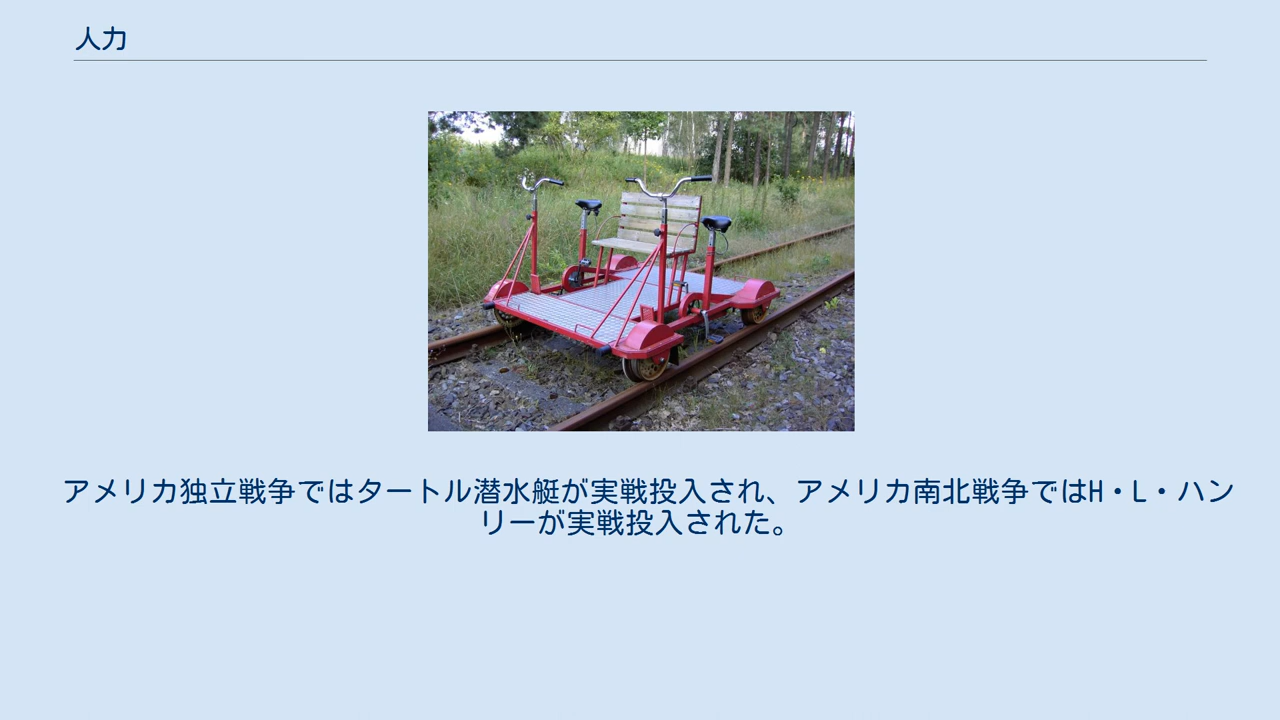 人力
アメリカ独立戦争ではタートル潜水艇が実戦投入され、アメリカ南北戦争ではH・L・ハン
リーが実戦投入された。